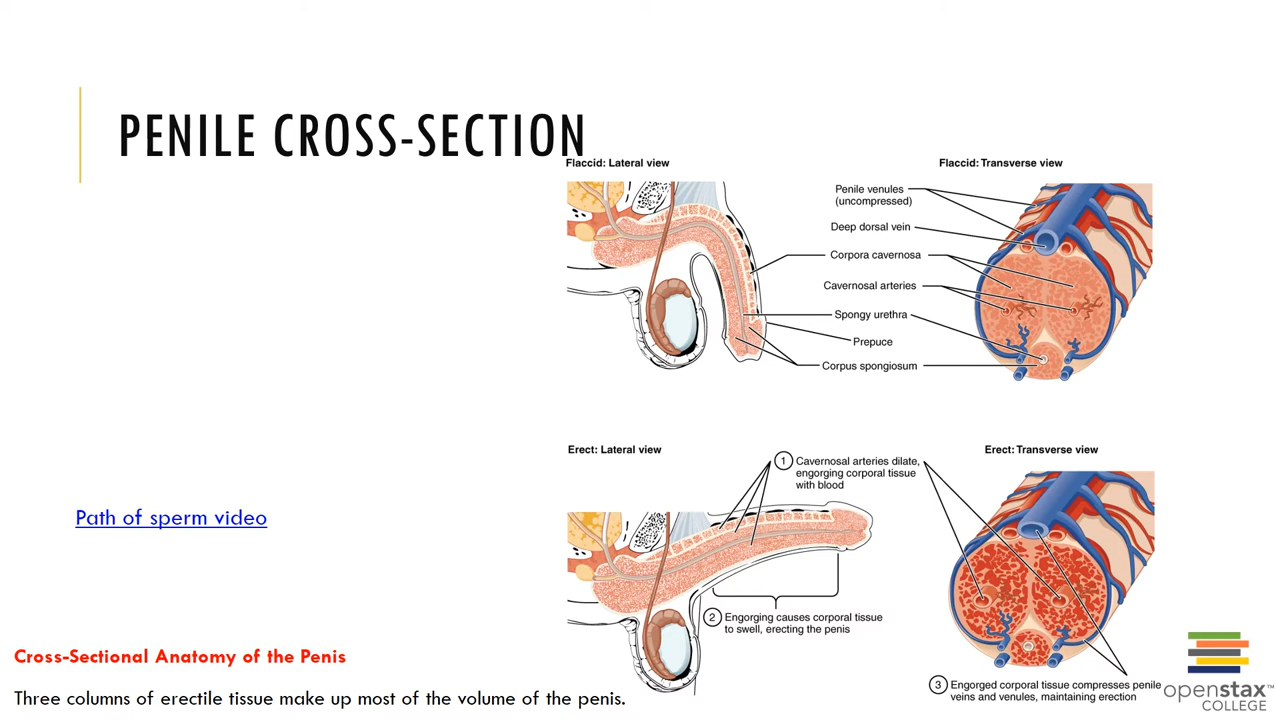 PENILE CROSS-SECTION
Flaccid: Lateral view
Flaccid: Transverse view
Penile venules
(uncompressed)
Deep dorsal vein
Corpora cavernosa
Cavernosal arteries
Spongy urethra
Prepuce
Corpus spongiosum
Erect: Lateral view
Erect: Transverse view
1 Cavernosal arteries dilate,
engorging corporal tissue
with blood
Path of sperm video
2 Engorging causes corporal tissue
to swell, erecting the penis
Cross-Sectional Anatomy of the Penis
Three columns of erectile tissue make up most of the volume of the penis.
3 Engorged corporal tissue compresses penile
veins and venules, maintaining erection
openstax
COLLEGE